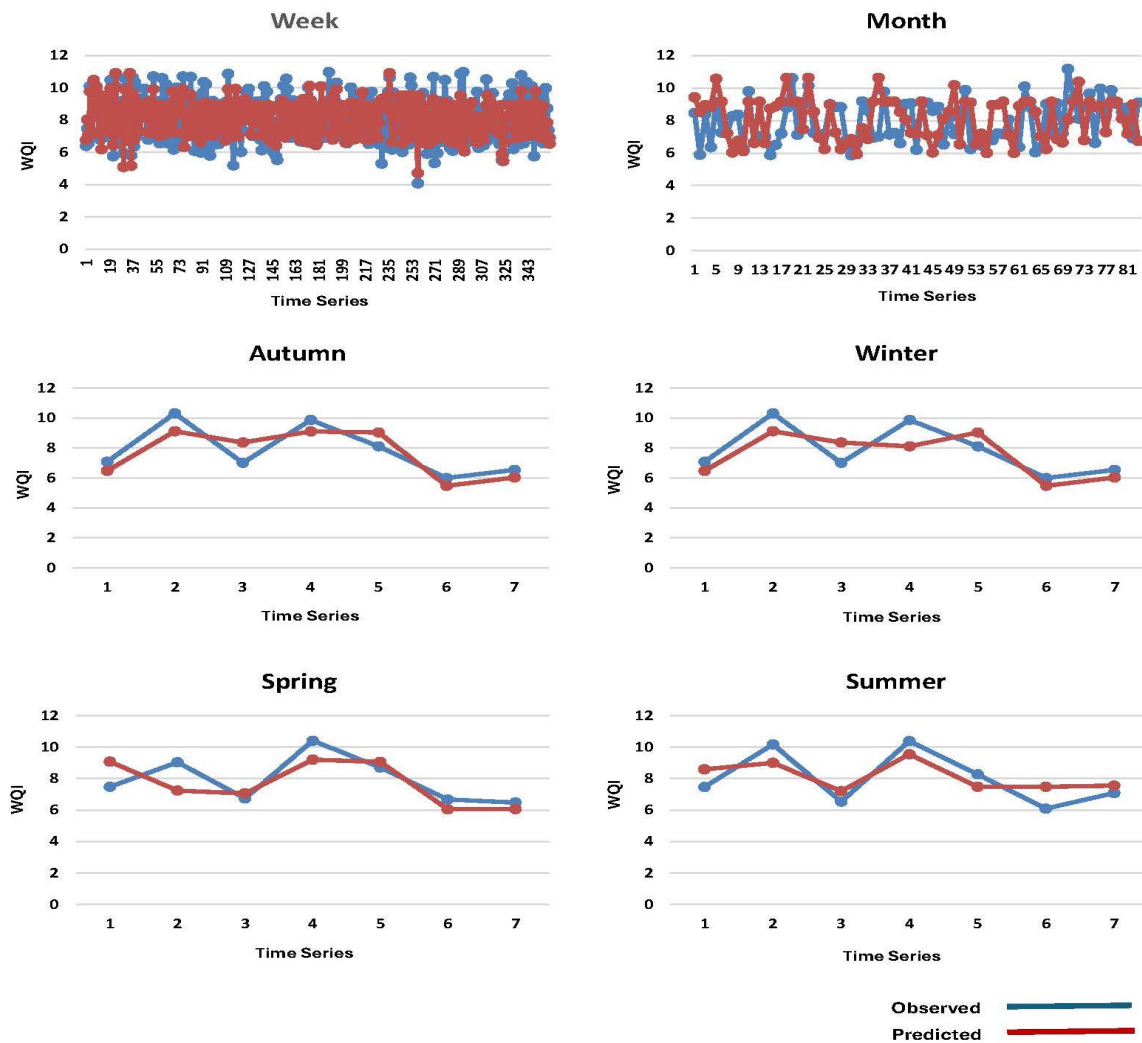 Week
12
10
8
6
4
2
0
WQI
1 19 37 55 73 91 109 127 145 163 181 199 217 235 253 271 289 307 325 343
Time Series
Month
12
10
8
6
4
2
0
WQI
1 5 9 13 17 21 25 29 33 37 41 45 49 53 57 61 65 69 73 77 81
Time Series
Autumn
12
10
8
6
4
2
0
WQI
1 2 3 4 5 6 7
Time Series
Winter
12
10
8
6
4
2
0
WQI
1 2 3 4 5 6 7
Time Series
Spring
12
10
8
6
4
2
0
WQI
1 2 3 4 5 6 7
Time Series
Summer
12
10
8
6
4
2
0
WQI
1 2 3 4 5 6 7
Time Series
Observed
Predicted